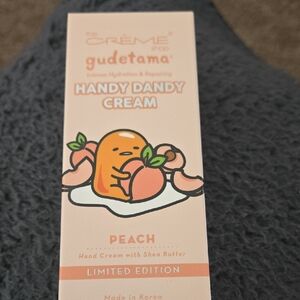 THE
CRÈME
SHOP
gudetama
Intense Hydration & Repairing
HANDY DANDY
CREAM
PEACH
Hand Cream with Shea Butter
LIMITED EDITION
Made in Korea